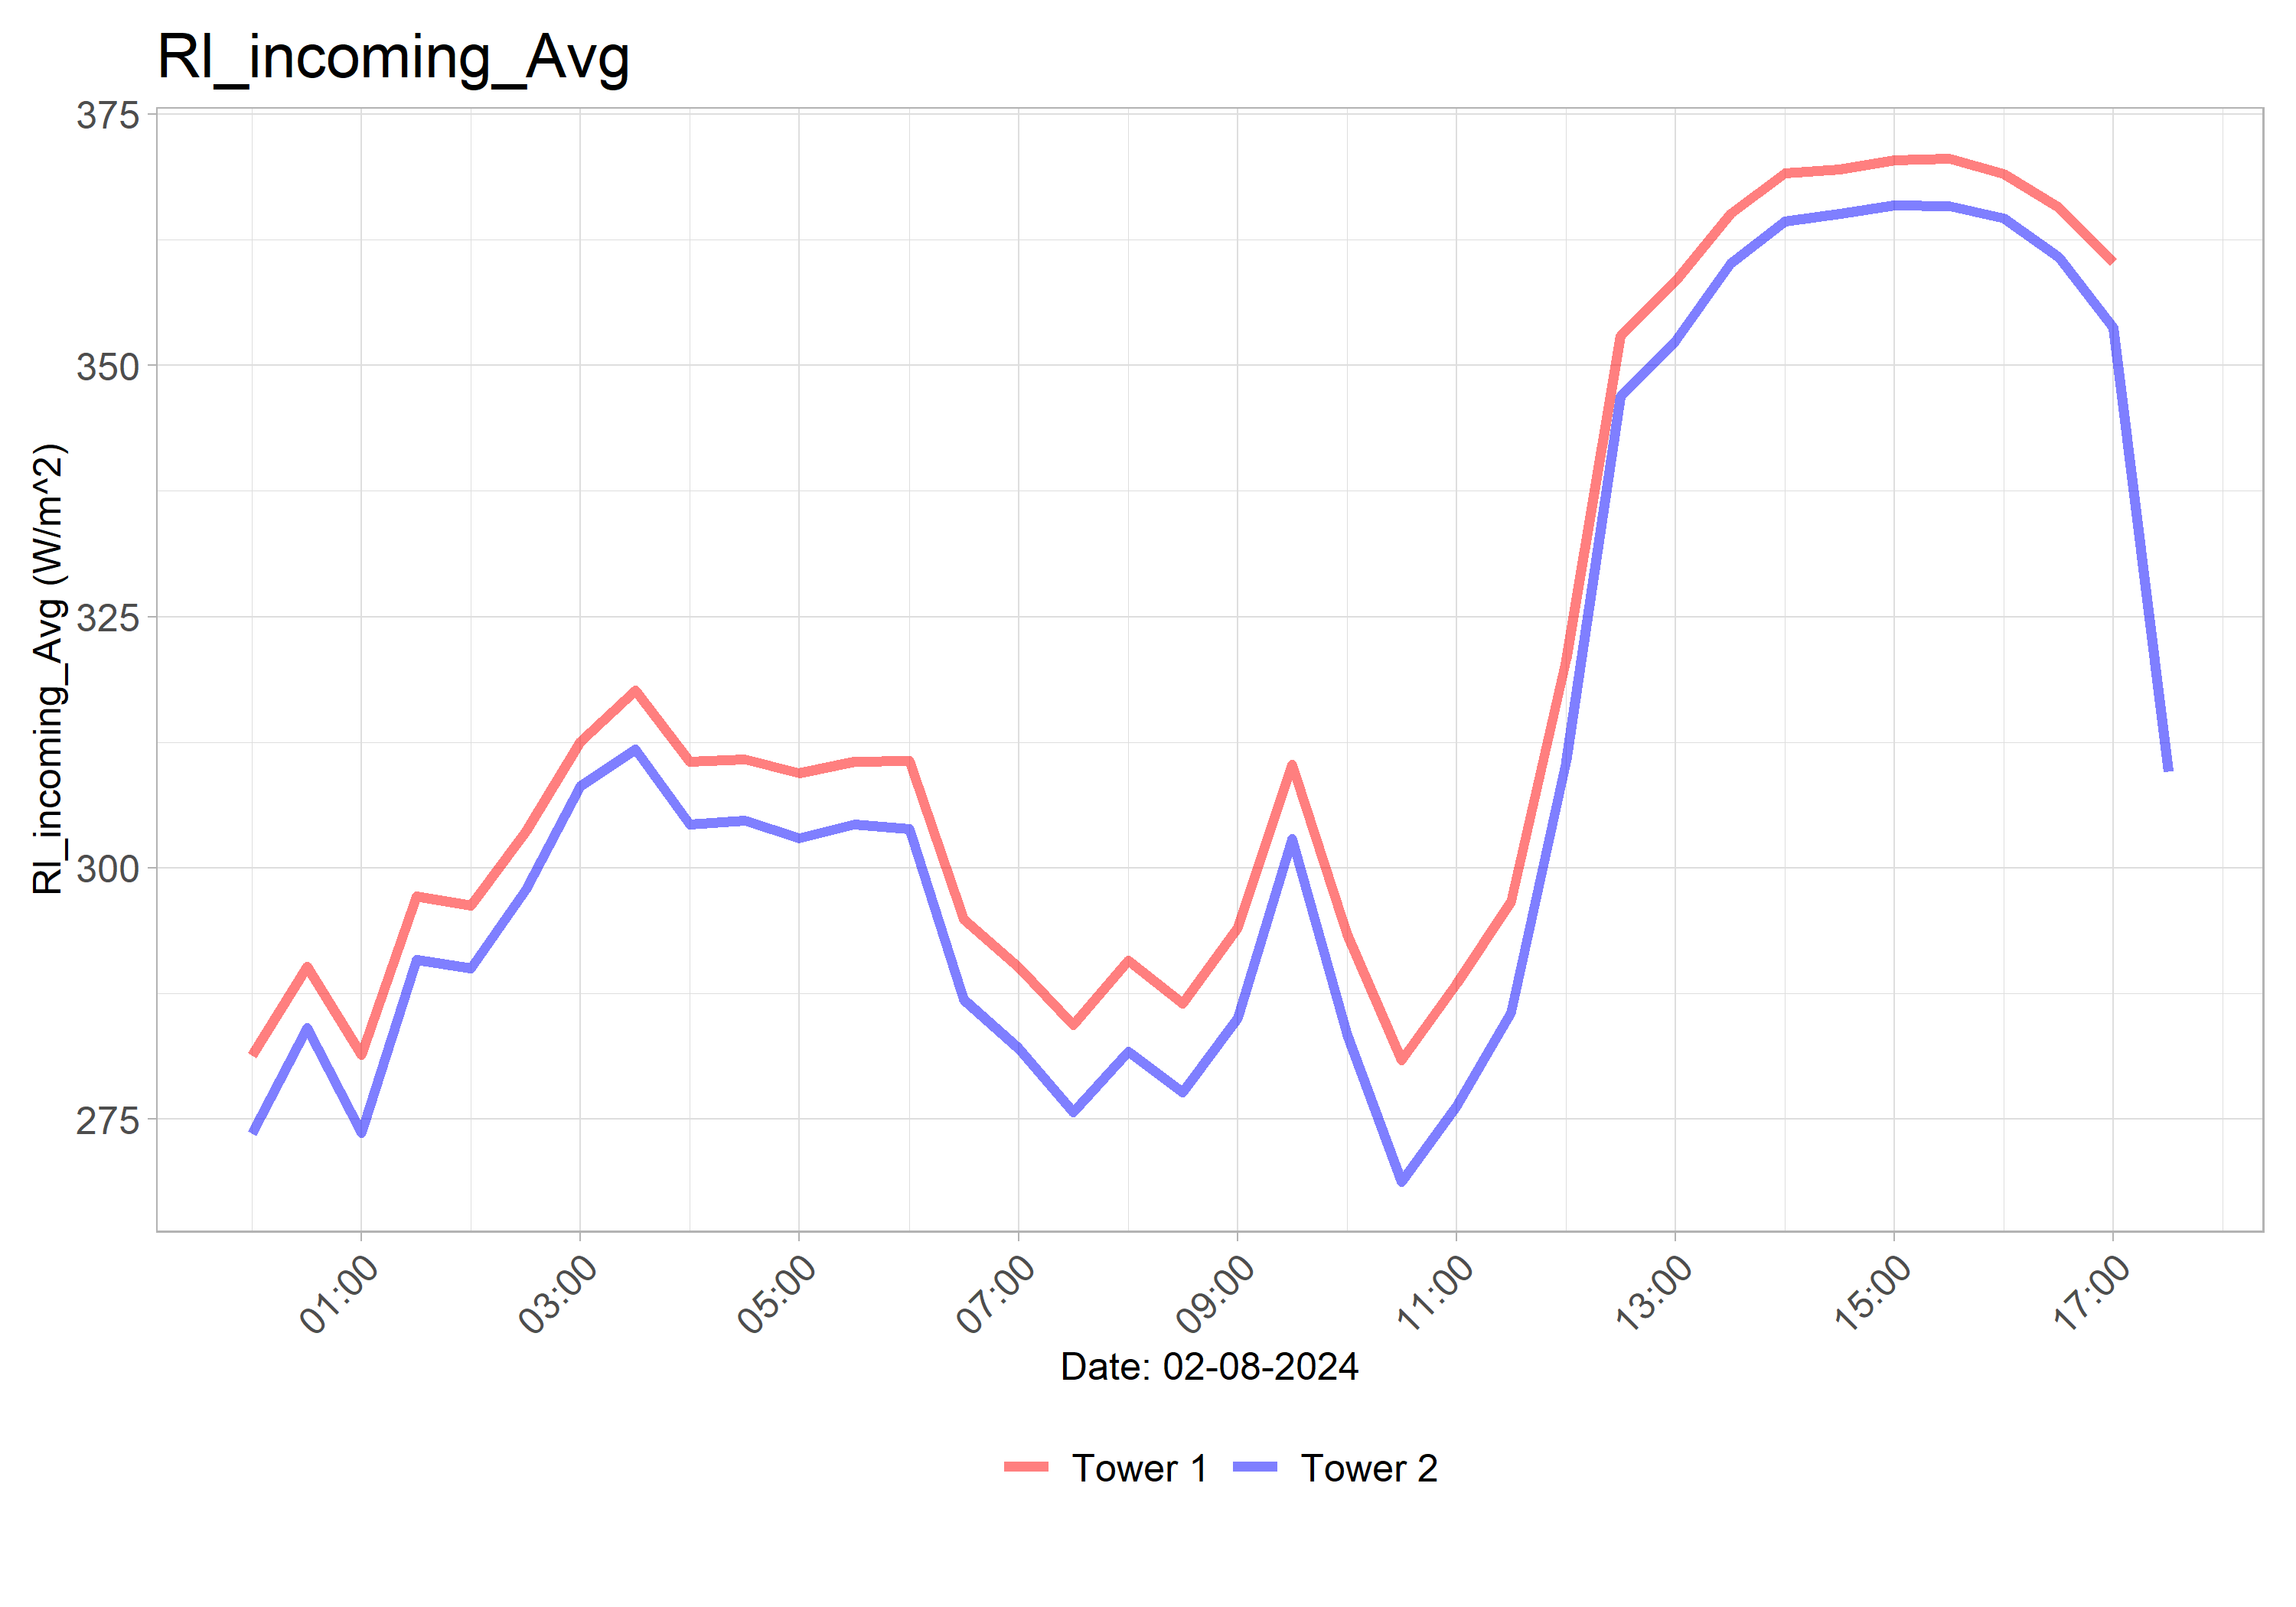 Rl_incoming_Avg
Rl_incoming_Avg (W/m^2)
375
350
325
300
275
01:00 03:00 05:00 07:00 09:00 11:00 13:00 15:00 17:00
Date: 02-08-2024
Tower 1 Tower 2